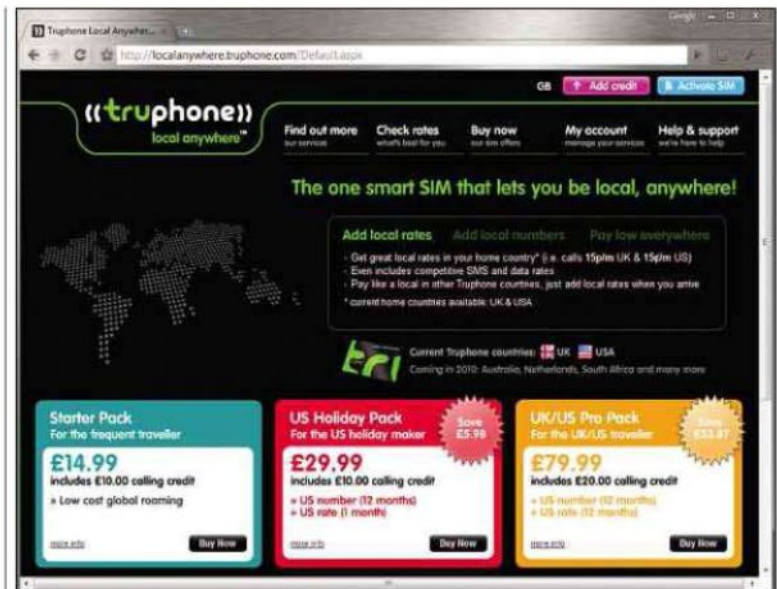 Google
Truphone Local Anywher...
http://localanywhere.truphone.com/Default.aspx
GB
Add credit
Activate SIM
((truphone))
local anywhere™
Find out more
our services
Check rates
what's best for you
Buy now
our sim offers
My account
manage your services
Help & support
we're here to help
The one smart SIM that lets you be local, anywhere!
Add local rates Add local numbers Pay low everywhere
- Get great local rates in your home country* (i.e. calls 15p/m UK & 15p/m US)
- Even includes competitive SMS and data rates
- Pay like a local in other Truphone countries, just add local rates when you arrive
* current home countries available: UK & USA
tru
Current Truphone countries: UK USA
Coming in 2010: Australia, Netherlands, South Africa and many more
Starter Pack
For the frequent traveller
£14.99
includes £10.00 calling credit
» Low cost global roaming
more info
Buy Now
US Holiday Pack
For the US holiday maker
Save
£5.98
£29.99
includes £10.00 calling credit
» US number (12 months)
» US rate (1 month)
more info
Buy Now
UK/US Pro Pack
For the UK/US traveller
Save
£79.99
includes £20.00 calling credit
» US number (12 months)
» US rate (12 months)
more info
Buy Now